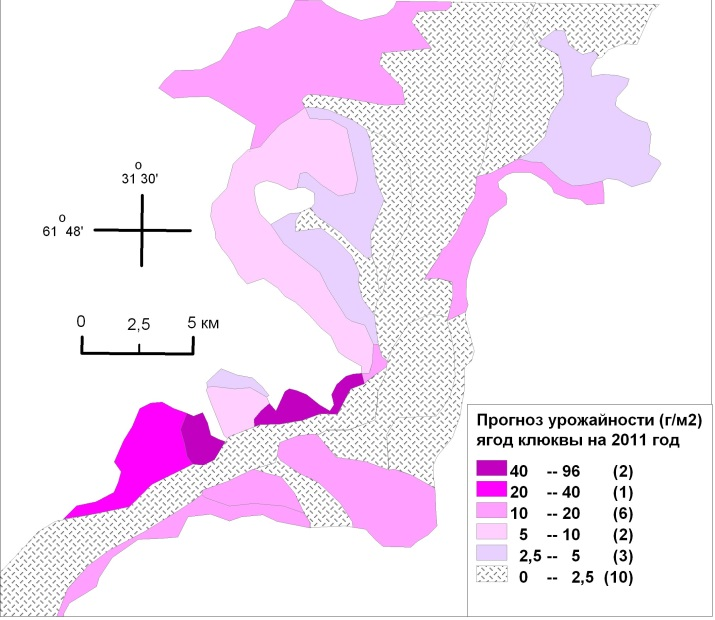 о
31 30'
о
61 48'
0 2,5 5 км
Прогноз урожайности (г/м2)
ягод клюквы на 2011 год
40 -- 96 (2)
20 -- 40 (1)
10 -- 20 (6)
5 -- 10 (2)
2,5 -- 5 (3)
0 -- 2,5 (10)